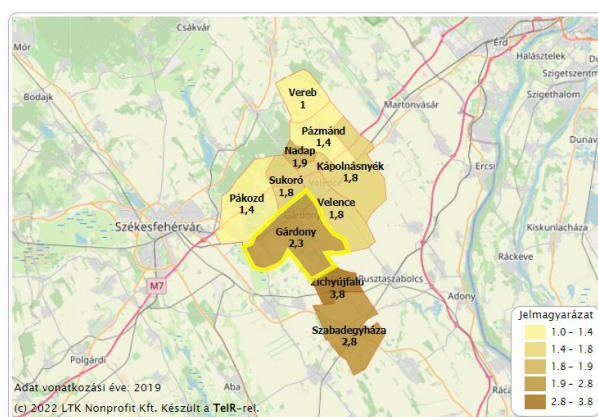 Csákvár
Mór
Érd
Halásztelek
Szigetszentm
Szigethalom
Bodajk
Vereb
1
Martonvásár
Pázmánd
1,4
Nadap
1,9
Kápolnásnyék
1,8
Ercsi
Sukoró
1,8
Pákozd
1,4
Velence
1,8
Székesfehérvár
Gárdony
2,3
Kiskunlacháza
Ráckeve
M7
Zichyújfalu
3,8
Pusztaszabolcs
Adony
Szabadegyháza
2,8
Polgárdi
Aba
Jelmagyarázat
1.0 - 1.4
1.4 - 1.8
1.8 - 1.9
1.9 - 2.8
2.8 - 3.8
Adat vonatkozási éve: 2019
(c) 2022 LTK Nonprofit Kft. Készült a TeIR-rel.